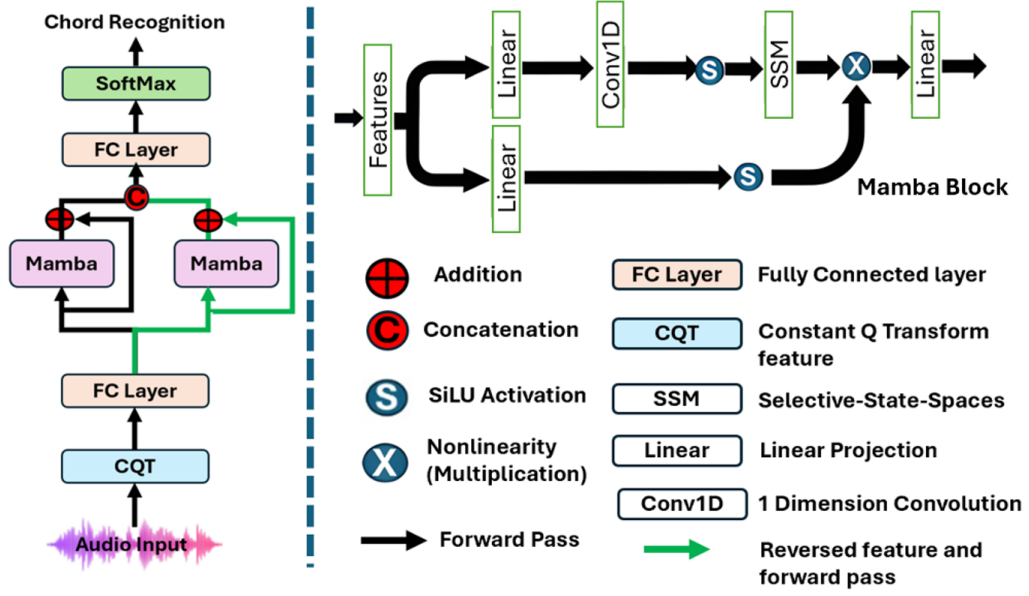 Chord Recognition
SoftMax
FC Layer
C
Mamba
Mamba
FC Layer
CQT
Audio Input
Features
Linear
Conv1D
S
SSM
X
Linear
Linear
S
Mamba Block
Addition
C
Concatenation
S
SiLU Activation
X
Nonlinearity
(Multiplication)
Forward Pass
FC Layer
Fully Connected layer
CQT
Constant Q Transform
feature
SSM
Selective-State-Spaces
Linear
Linear Projection
Conv1D
1 Dimension Convolution
Reversed feature and
forward pass